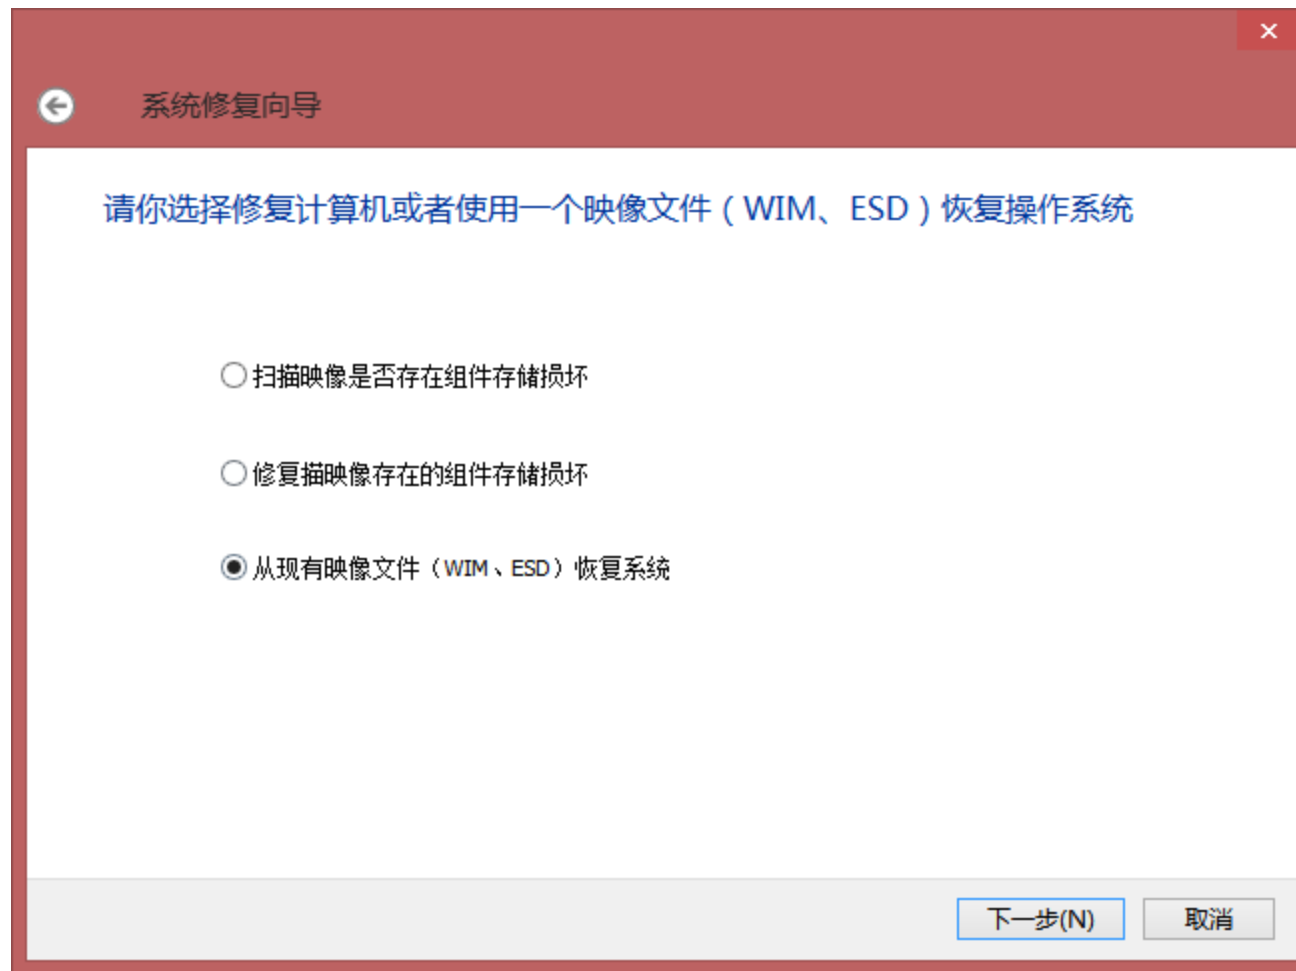 系统修复向导
请你选择修复计算机或者使用一个映像文件（WIM、ESD）恢复操作系统
扫描映像是否存在组件存储损坏
修复描映像存在的组件存储损坏
从现有映像文件（WIM、ESD）恢复系统
下一步(N) 取消